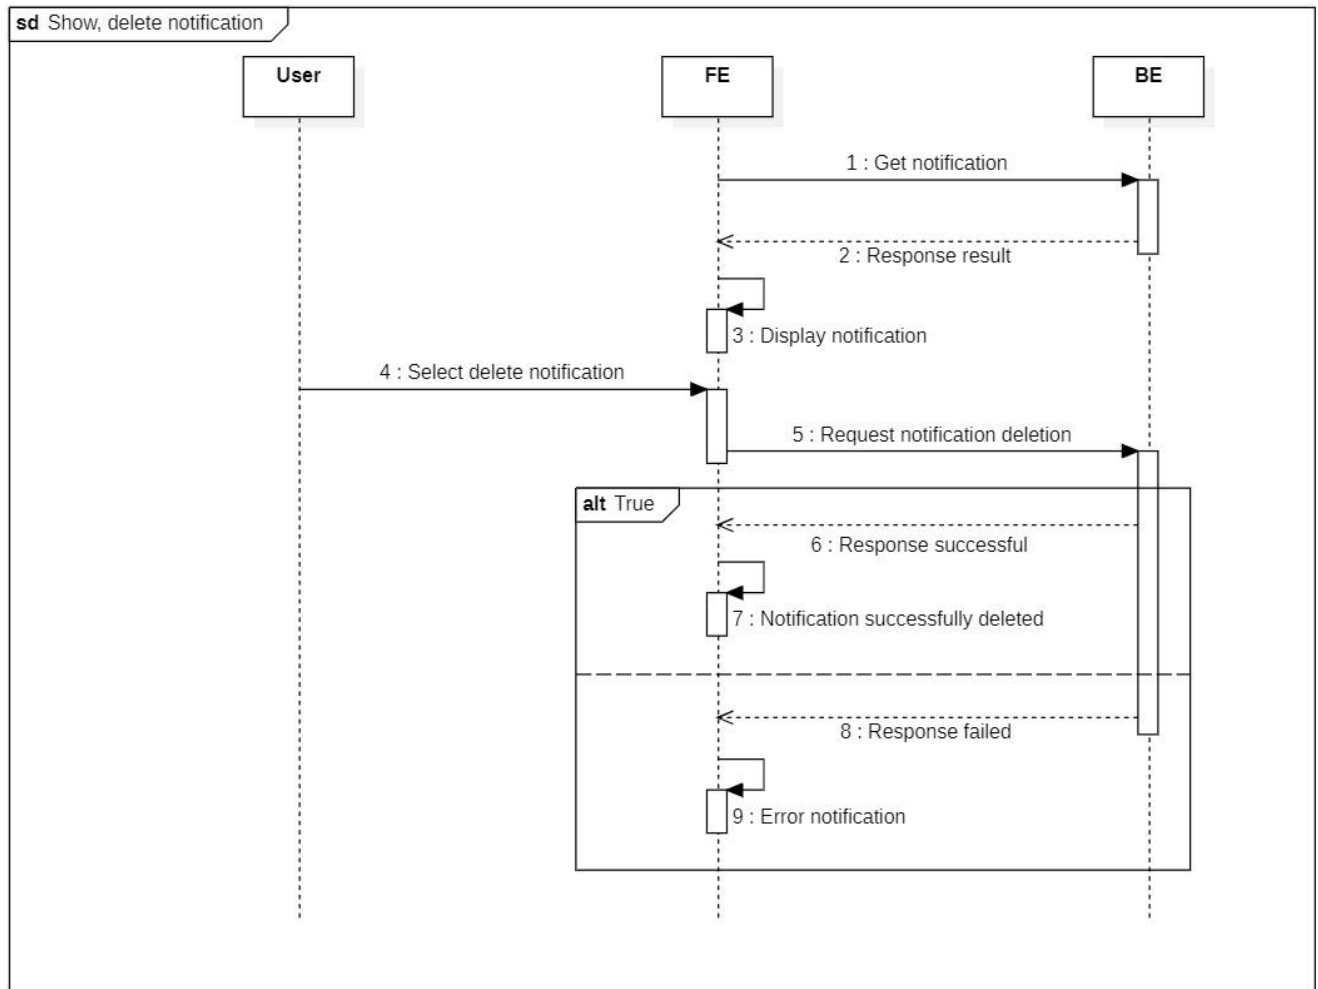 sd Show, delete notification
User
FE
BE
1 : Get notification
2 : Response result
3 : Display notification
4 : Select delete notification
5 : Request notification deletion
alt True
6 : Response successful
7 : Notification successfully deleted
8 : Response failed
9 : Error notification